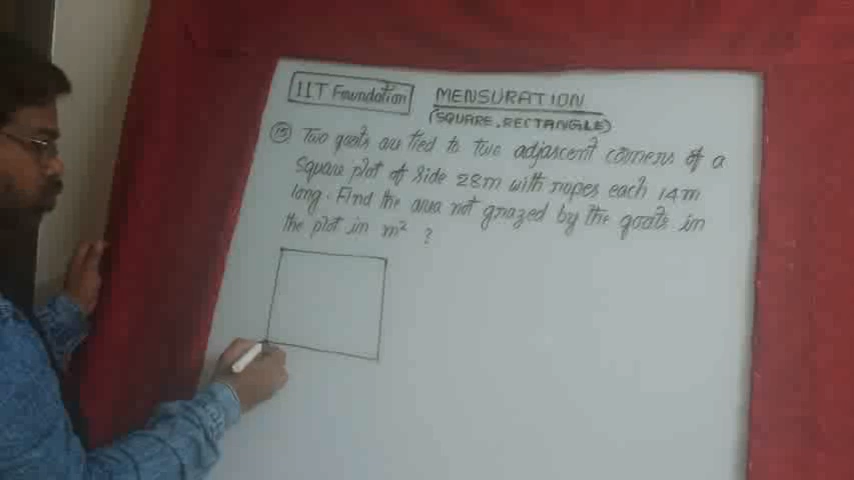 IIT Foundation MENSURATION
(SQUARE, RECTANGLE)
15 Two goats are tied to two adjascent corners of a
square plot of side 28m with ropes each 14m
long. Find the area not grazed by the goats in
the plot in m² ?